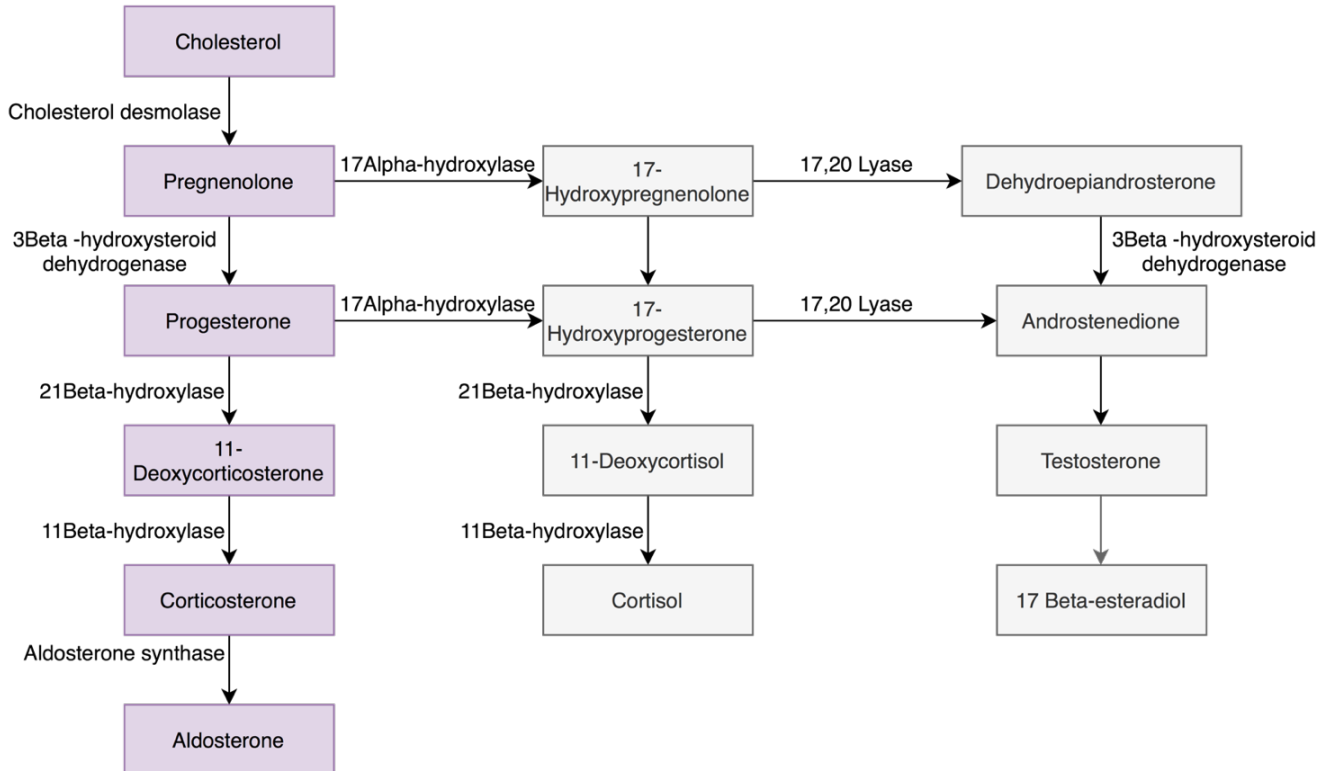 Cholesterol
Cholesterol desmolase
Pregnenolone
17Alpha-hydroxylase
17-
Hydroxypregnenolone
17,20 Lyase
Dehydroepiandrosterone
3Beta -hydroxysteroid
dehydrogenase
3Beta -hydroxysteroid
dehydrogenase
Progesterone
17Alpha-hydroxylase
17-
Hydroxyprogesterone
17,20 Lyase
Androstenedione
21Beta-hydroxylase
21Beta-hydroxylase
11-
Deoxycorticosterone
11-Deoxycortisol
Testosterone
11Beta-hydroxylase
11Beta-hydroxylase
Corticosterone
Cortisol
17 Beta-esteradiol
Aldosterone synthase
Aldosterone